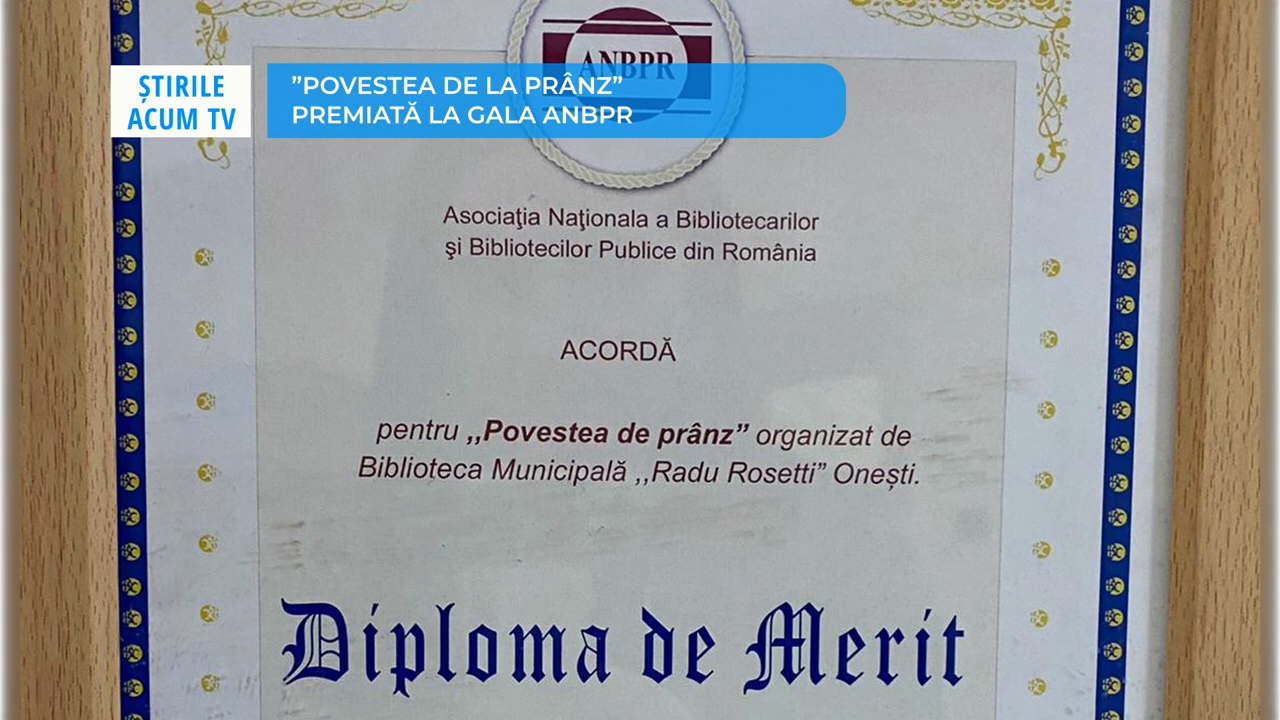 ȘTIRILE
ACUM TV
”POVESTEA DE LA PRÂNZ”
PREMIATĂ LA GALA ANBPR
ANBPR
Asociaţia Naţionala a Bibliotecarilor
şi Bibliotecilor Publice din România
ACORDĂ
pentru ,,Povestea de prânz” organizat de
Biblioteca Municipală ,,Radu Rosetti” Onești.
Diploma de Merit